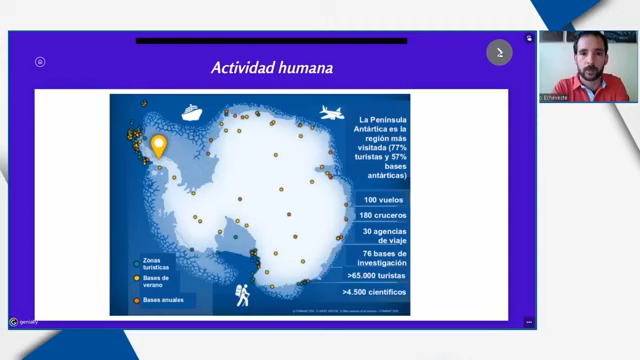 Actividad humana
La Península
Antártica es la
región más
visitada (77%
turistas y 57%
bases
antárticas)
100 vuelos
180 cruceros
30 agencias
de viaje
76 bases de
investigación
>65.000 turistas
>4.500 científicos
Zonas
turísticas
Bases de
verano
Bases anuales
genially
Echeveste